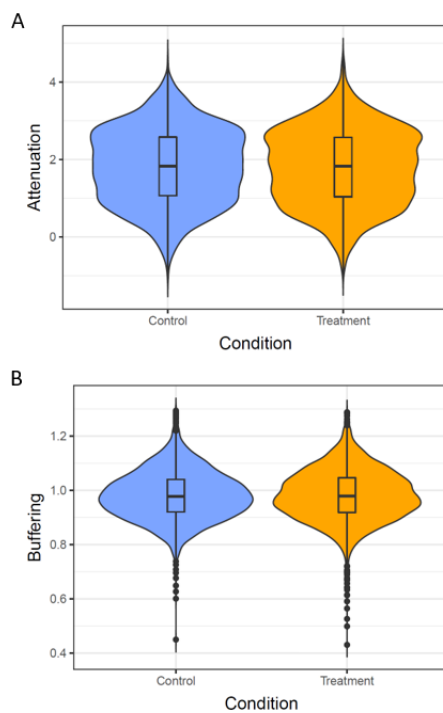 A
4
2
0
Attenuation
Control Treatment
Condition
B
1.2
1.0
0.8
0.6
0.4
Buffering
Control Treatment
Condition